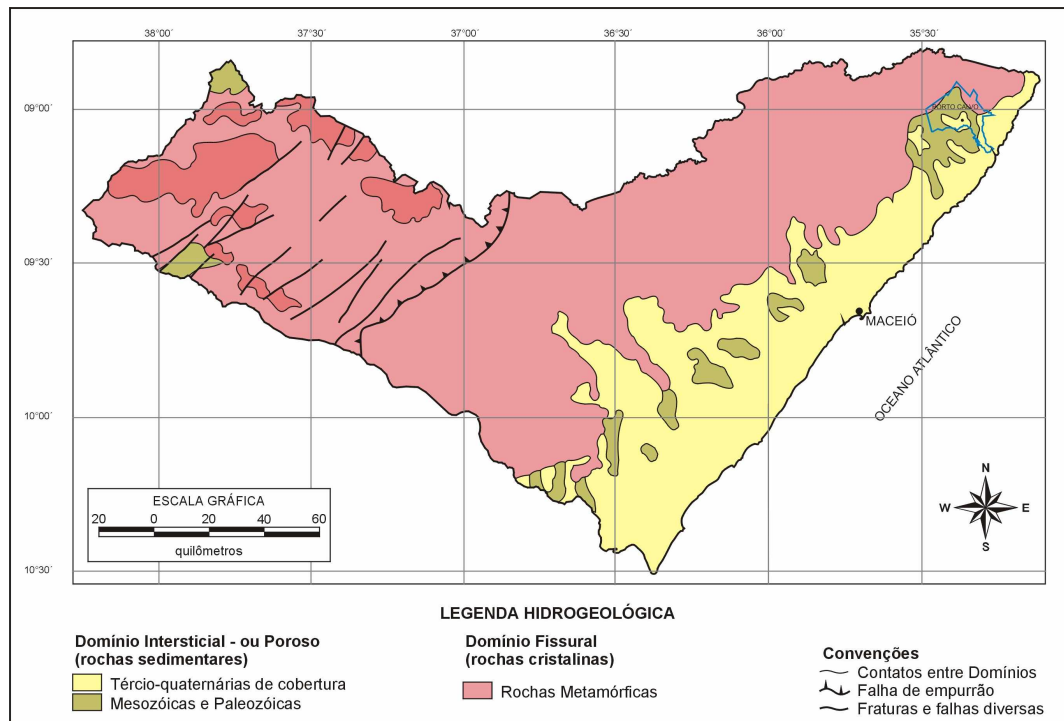 38°00´ 37°30´ 37°00´ 36°30´ 36°00´ 35°30´
09°00´
PORTO CALVO
09°30´
MACEIÓ
OCEANO ATLÂNTICO
10°00´
10°30´
ESCALA GRÁFICA
20 0 20 40 60
quilômetros
N
W E
S
LEGENDA HIDROGEOLÓGICA
Domínio Intersticial - ou Poroso
(rochas sedimentares)
Tércio-quaternárias de cobertura
Mesozóicas e Paleozóicas
Domínio Fissural
(rochas cristalinas)
Rochas Metamórficas
Convenções
Contatos entre Domínios
Falha de empurrão
Fraturas e falhas diversas